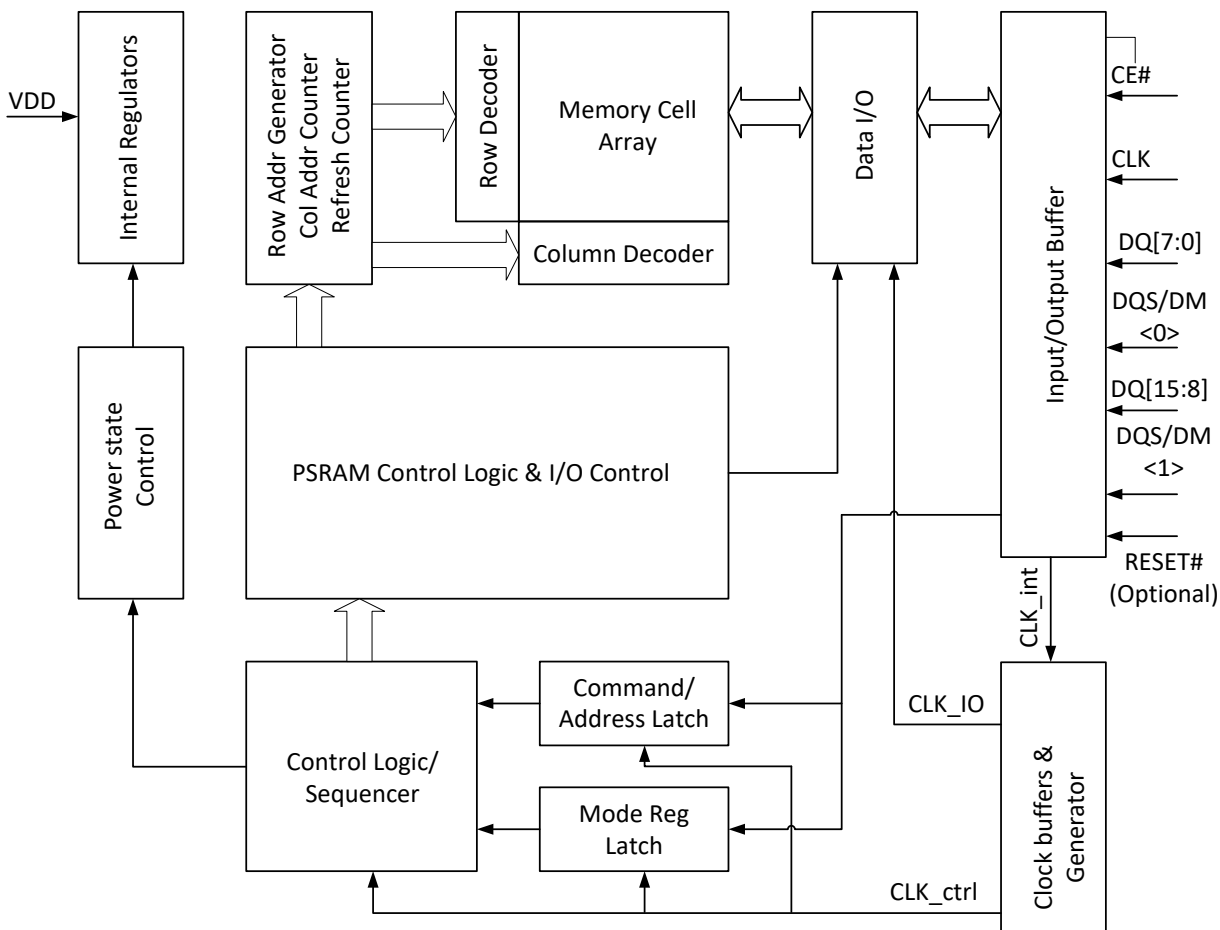 VDD
Internal Regulators
Row Addr Generator
Col Addr Counter
Refresh Counter
Row Decoder
Memory Cell
Array
Column Decoder
Data I/O
Input/Output Buffer
CE#
CLK
DQ[7:0]
DQS/DM
<0>
DQ[15:8]
DQS/DM
<1>
RESET#
(Optional)
Power state
Control
PSRAM Control Logic & I/O Control
CLK_int
Control Logic/
Sequencer
Command/
Address Latch
Mode Reg
Latch
CLK_IO
CLK_ctrl
Clock buffers &
Generator